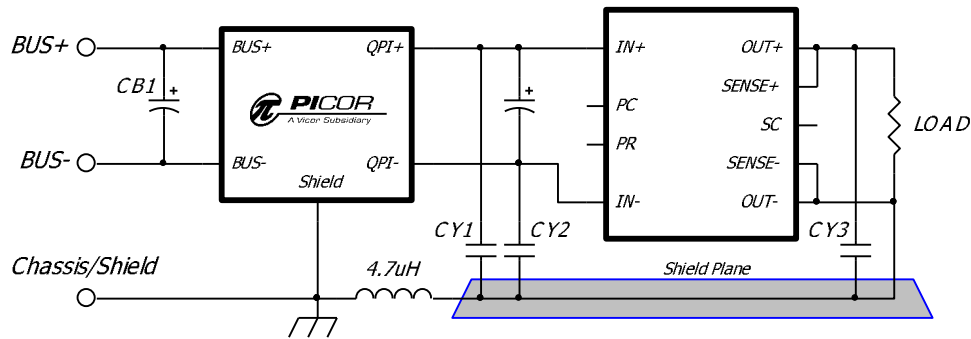 BUS+
BUS+
QPI+
IN+
OUT+
CB1
+
+
SENSE+
PICOR
A Vicor Subsidiary
PC
SC
LOAD
PR
BUS-
BUS-
QPI-
SENSE-
Shield
IN-
OUT-
CY1
CY2
CY3
Chassis/Shield
4.7uH
Shield Plane